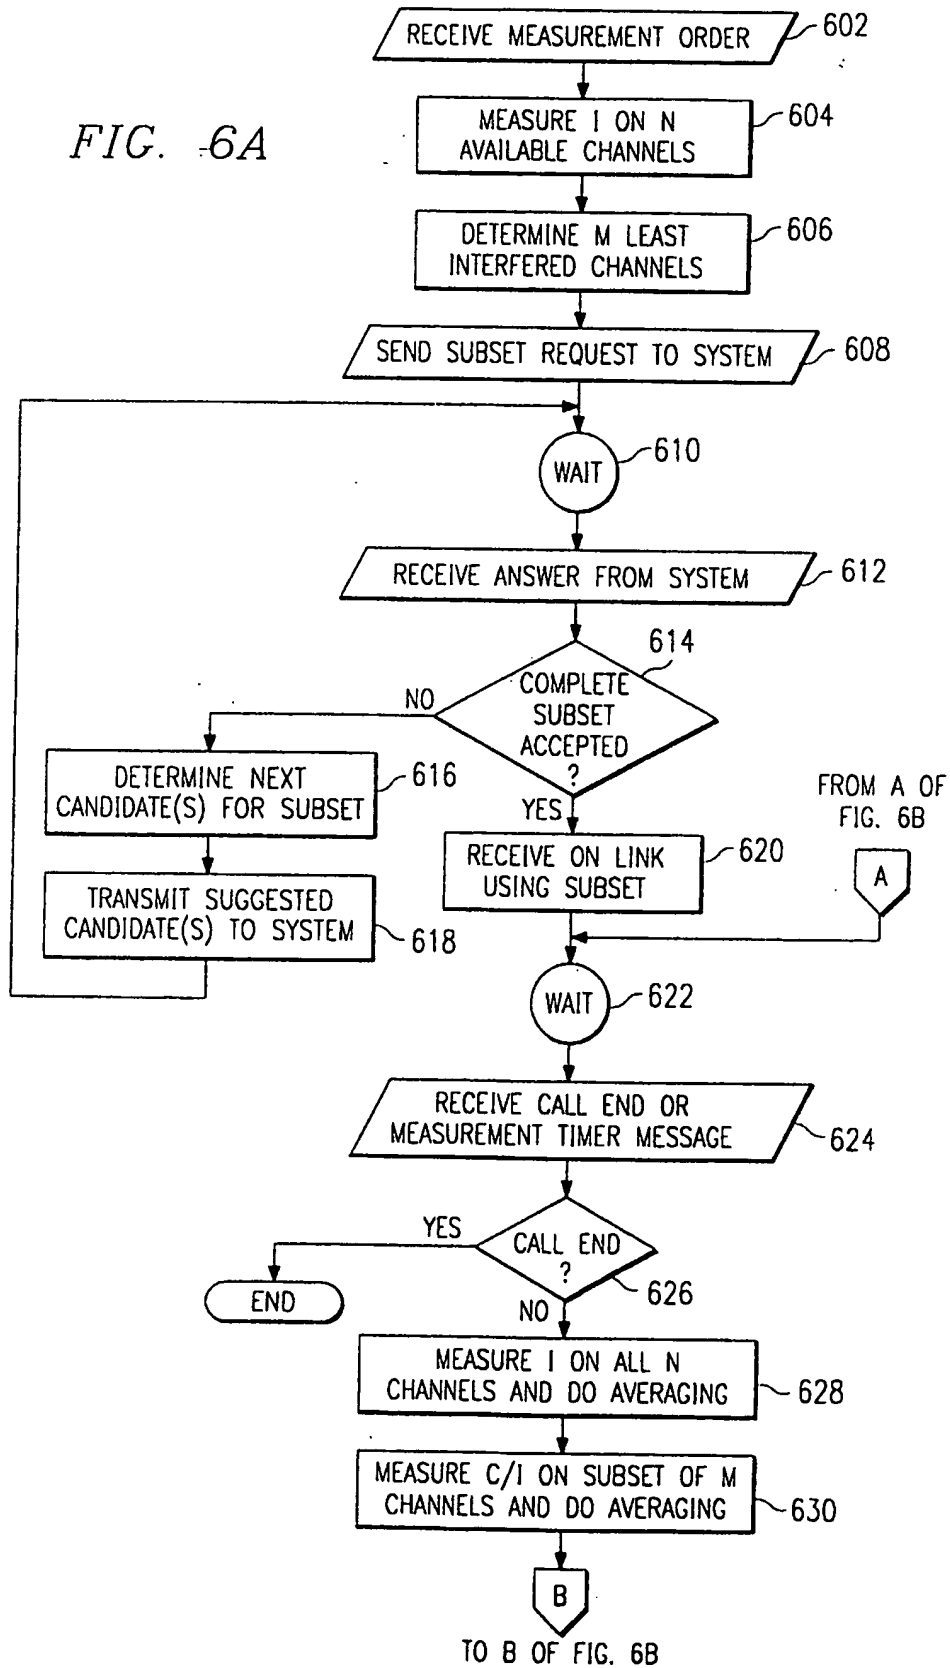 RECEIVE MEASUREMENT ORDER
602
FIG. 6A
MEASURE I ON N
AVAILABLE CHANNELS
604
DETERMINE M LEAST
INTERFERED CHANNELS
606
SEND SUBSET REQUEST TO SYSTEM
608
WAIT
610
RECEIVE ANSWER FROM SYSTEM
612
614
NO
COMPLETE
SUBSET
ACCEPTED
?
YES
DETERMINE NEXT
CANDIDATE(S) FOR SUBSET
616
TRANSMIT SUGGESTED
CANDIDATE(S) TO SYSTEM
618
RECEIVE ON LINK
USING SUBSET
620
FROM A OF
FIG. 6B
A
WAIT
622
RECEIVE CALL END OR
MEASUREMENT TIMER MESSAGE
624
YES
CALL END
?
626
END
NO
MEASURE I ON ALL N
CHANNELS AND DO AVERAGING
628
MEASURE C/I ON SUBSET OF M
CHANNELS AND DO AVERAGING
630
B
TO B OF FIG. 6B